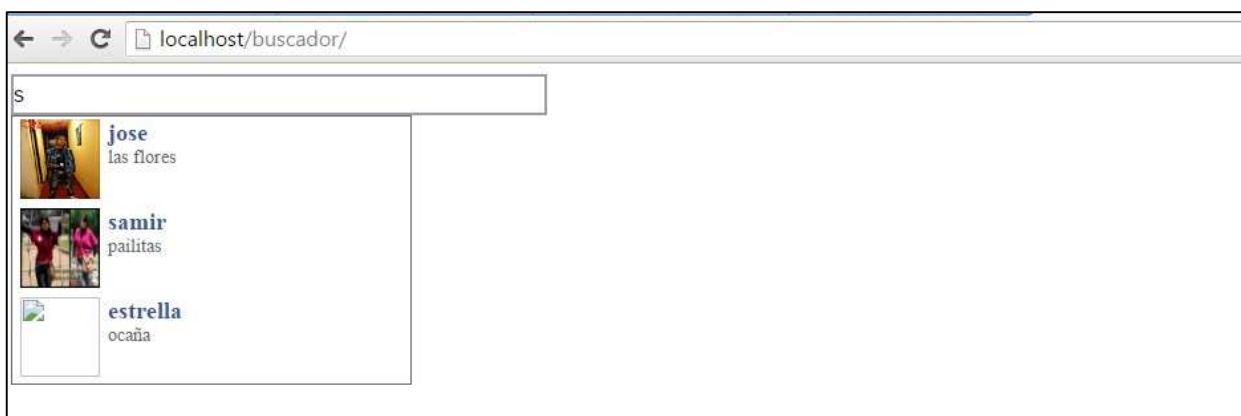 localhost/buscador/
s
jose
las flores
samir
pailitas
estrella
ocaña